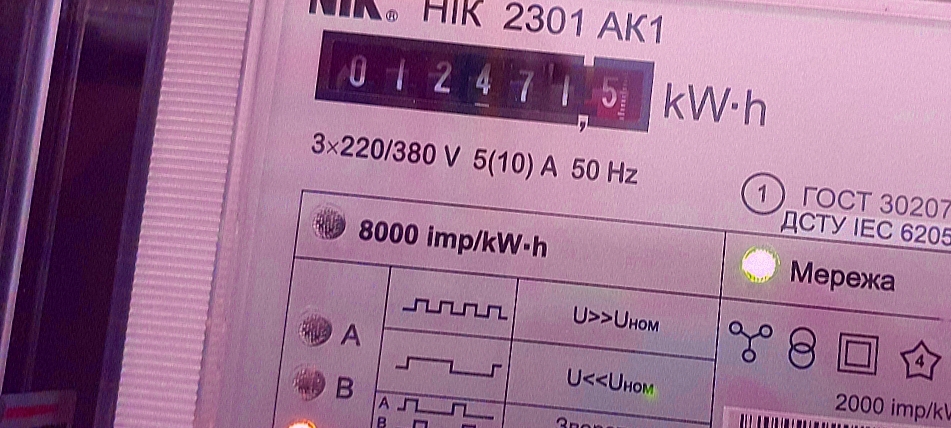 NIK® НІК 2301 АК1
0 1 2 4 7 1, 5 kW·h
3×220/380 V 5(10) A 50 Hz
1 ГОСТ 30207
ДСТУ IEC 6205
8000 imp/kW·h
Мережа
A
U>>Uном
B
U<<Uном
4
A
B
2000 imp/k